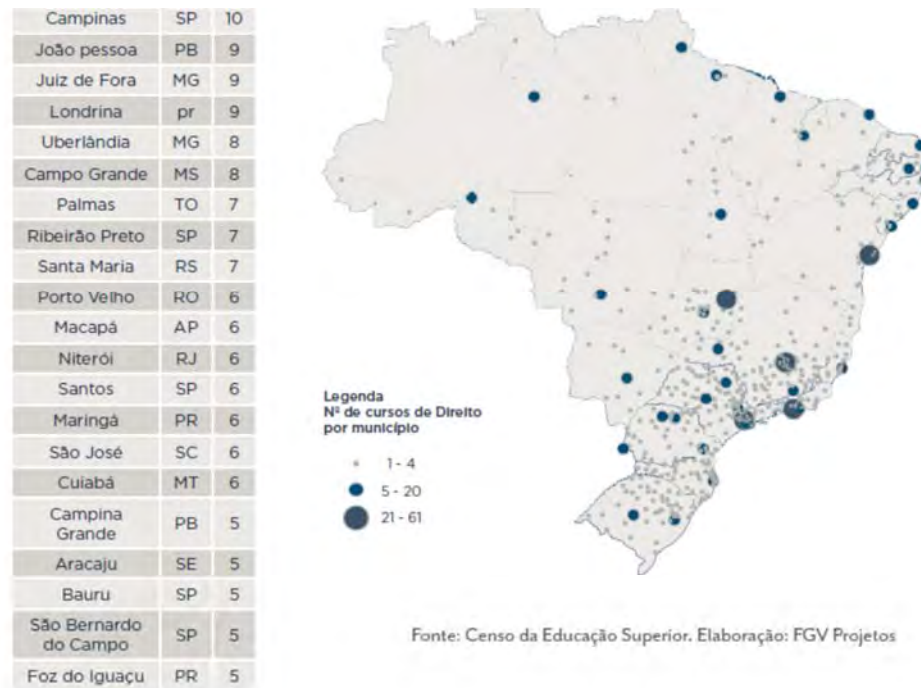 Campinas SP 10
João pessoa PB 9
Juiz de Fora MG 9
Londrina pr 9
Uberlândia MG 8
Campo Grande MS 8
Palmas TO 7
Ribeirão Preto SP 7
Santa Maria RS 7
Porto Velho RO 6
Macapá AP 6
Niterói RJ 6
Santos SP 6
Maringá PR 6
São José SC 6
Cuiabá MT 6
Campina
Grande PB 5
Aracaju SE 5
Bauru SP 5
São Bernardo
do Campo SP 5
Foz do Iguaçu PR 5
Legenda
Nº de cursos de Direito
por município
1 - 4
5 - 20
21 - 61
Fonte: Censo da Educação Superior. Elaboração: FGV Projetos